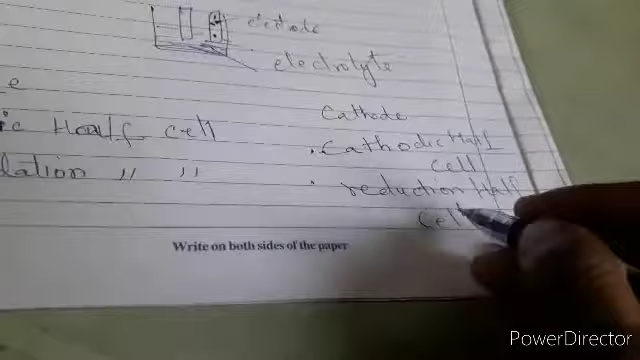 electrode
electrolyte
e
Cathode
ic Half cell
. Cathodic Half
cell
lation " "
. reduction Half
Cell
Write on both sides of the paper
PowerDirector